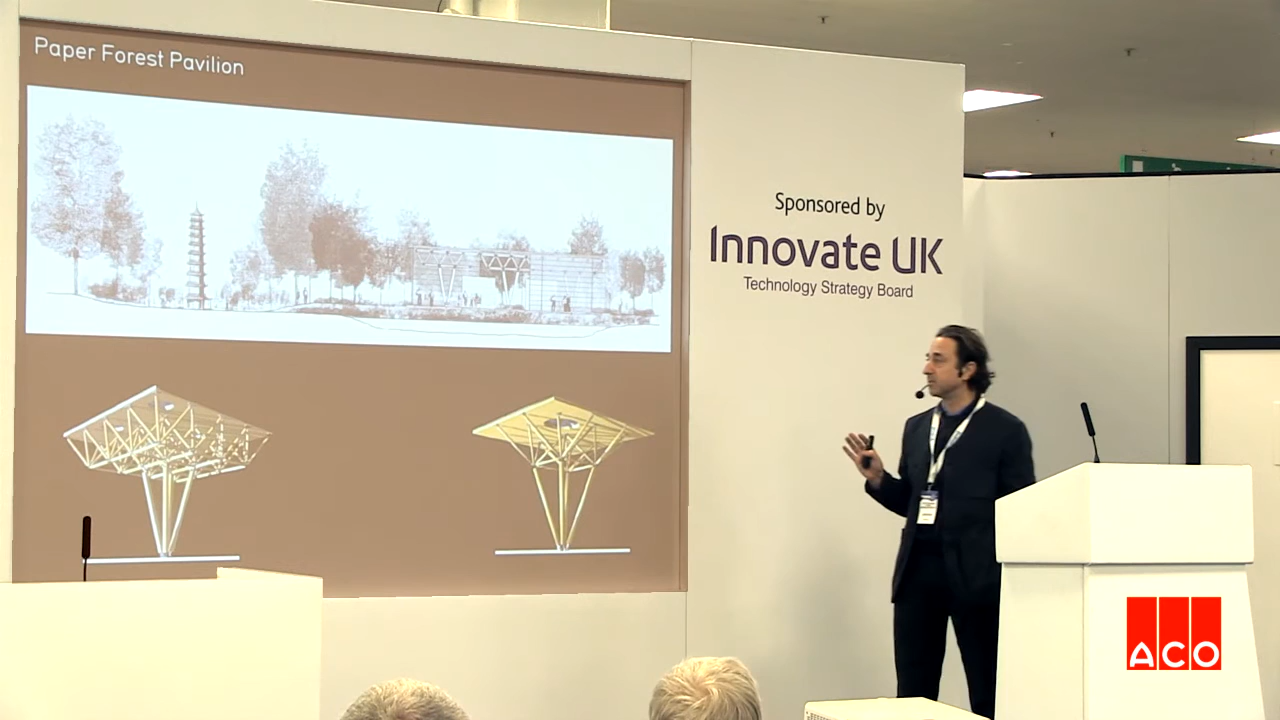 Paper Forest Pavilion
Sponsored by
Innovate UK
Technology Strategy Board
ACO